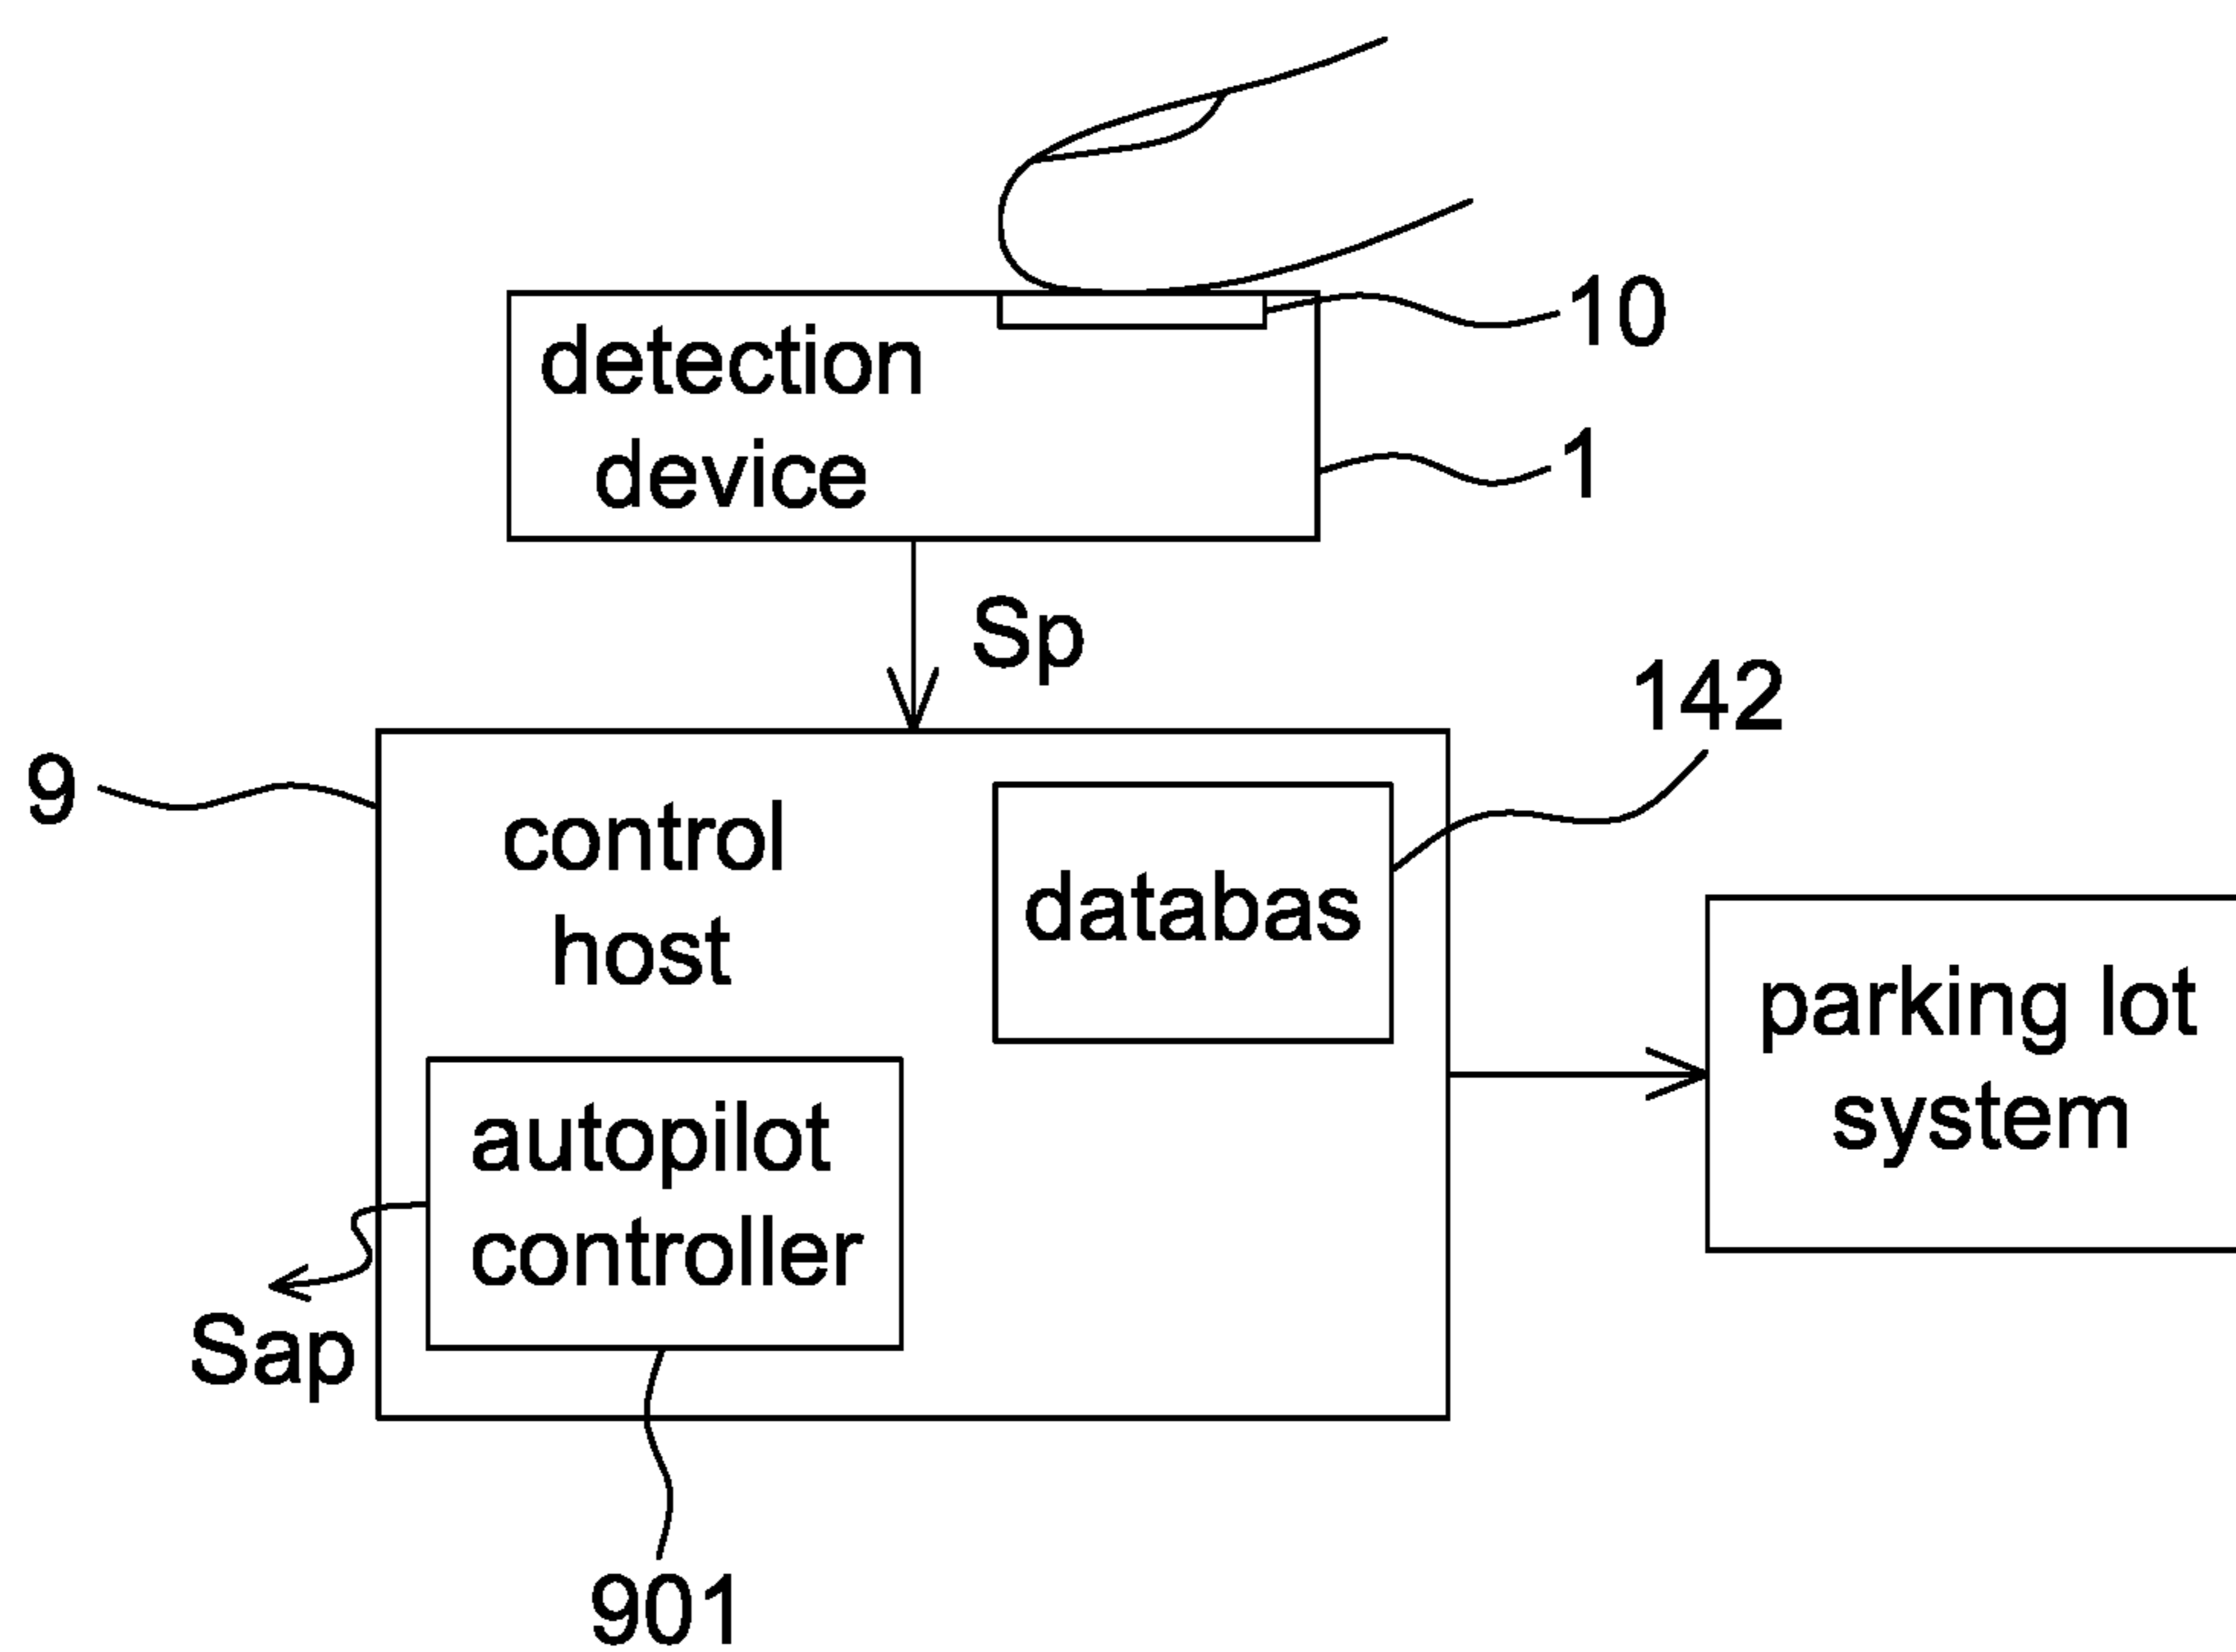 10
detection
device
1
Sp
142
9
control
host
databas
parking lot
system
autopilot
controller
Sap
901